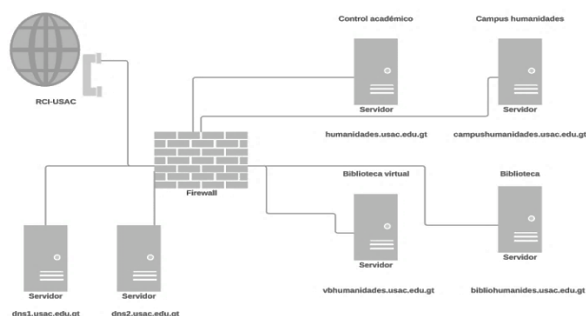 Control académico
Campus humanidades
RCI-USAC
Servidor
Servidor
humanidades.usac.edu.gt
campushumanidades.usac.edu.gt
Firewall
Biblioteca virtual
Biblioteca
Servidor
Servidor
Servidor
Servidor
vbhumanidades.usac.edu.gt
bibliohumanides.usac.edu.gt
dns1.usac.edu.gt
dns2.usac.edu.gt